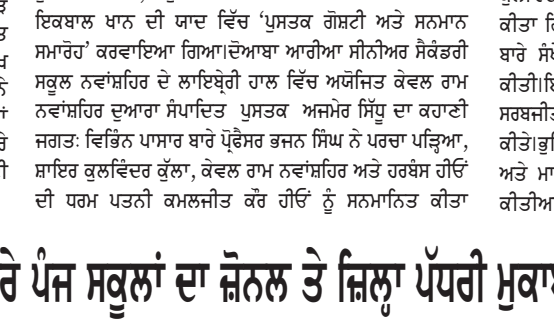 ਇਕਬਾਲ ਖਾਨ ਦੀ ਯਾਦ ਵਿੱਚ ‘ਪੁਸਤਕ ਗੋਸ਼ਟੀ ਅਤੇ ਸਨਮਾਨ
ਸਮਾਰੋਹ’ ਕਰਵਾਇਆ ਗਿਆ।ਦੋਆਬਾ ਆਰੀਆ ਸੀਨੀਅਰ ਸੈਕੰਡਰੀ
ਸਕੂਲ ਨਵਾਂਸ਼ਹਿਰ ਦੇ ਲਾਇਬ੍ਰੇਰੀ ਹਾਲ ਵਿੱਚ ਅਯੋਜਿਤ ਕੇਵਲ ਰਾਮ
ਨਵਾਂਸ਼ਹਿਰ ਦੁਆਰਾ ਸੰਪਾਦਿਤ ਪੁਸਤਕ ਅਜਮੇਰ ਸਿੱਧੂ ਦਾ ਕਹਾਣੀ
ਜਗਤਃ ਵਿਭਿੰਨ ਪਾਸਾਰ ਬਾਰੇ ਪ੍ਰੋਫੈਸਰ ਭਜਨ ਸਿੰਘ ਨੇ ਪਰਚਾ ਪੜ੍ਹਿਆ,
ਸ਼ਾਇਰ ਕੁਲਵਿੰਦਰ ਕੁੱਲਾ, ਕੇਵਲ ਰਾਮ ਨਵਾਂਸ਼ਹਿਰ ਅਤੇ ਹਰਬੰਸ ਹੀਓਂ
ਦੀ ਧਰਮ ਪਤਨੀ ਕਮਲਜੀਤ ਕੌਰ ਹੀਓਂ ਨੂੰ ਸਨਮਾਨਿਤ ਕੀਤਾ
ਕੀਤਾ
ਬਾਰੇ
ਕੀਤੀ।
ਸਰਬਜੀਤ
ਕੀਤੇ।
ਅਤੇ
ਪੰਜ ਸਕੂਲਾਂ ਦਾ ਜ਼ੋਨਲ ਤੇ ਜ਼ਿਲ੍ਹਾ ਪੱਧਰੀ